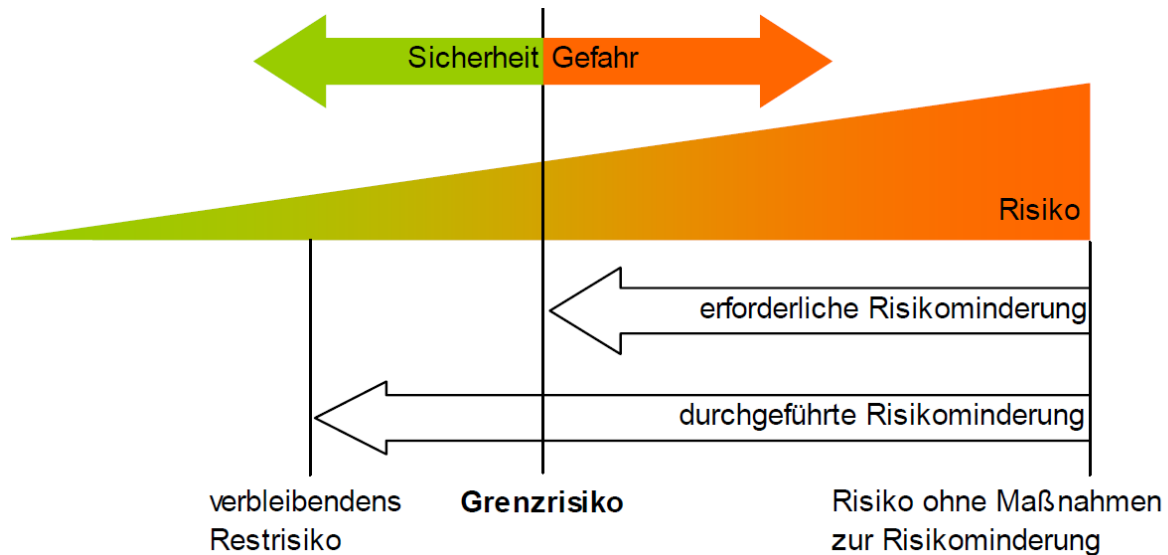 Sicherheit Gefahr
Risiko
erforderliche Risikominderung
durchgeführte Risikominderung
verbleibendens
Restrisiko
Grenzrisiko
Risiko ohne Maßnahmen
zur Risikominderung